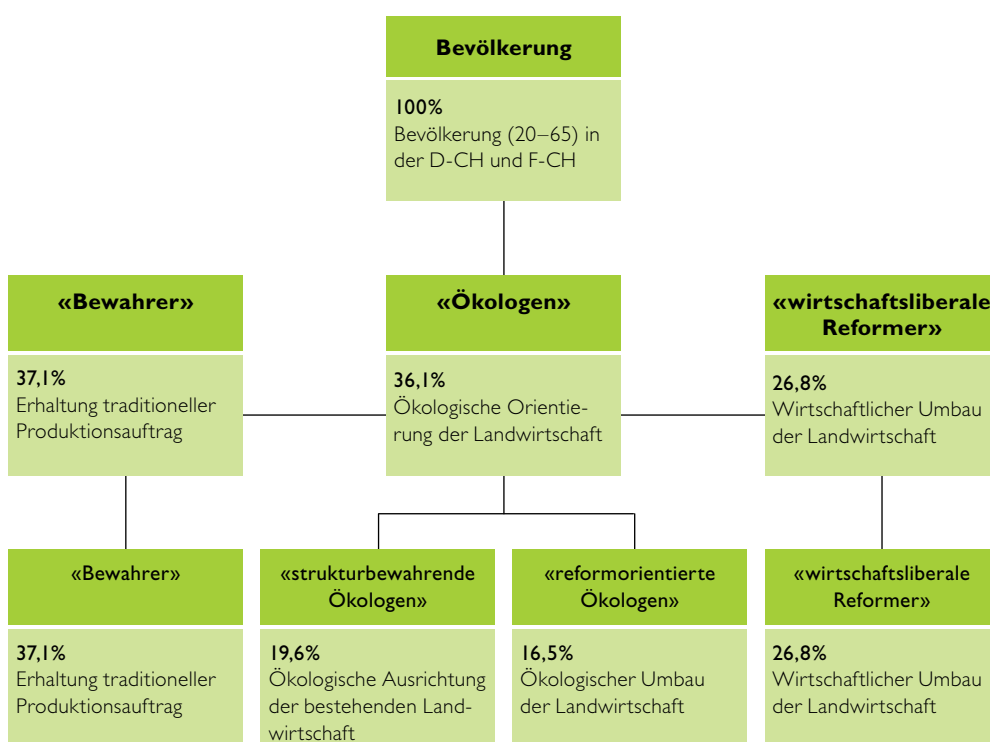 Bevölkerung
100%
Bevölkerung (20–65) in
der D-CH und F-CH
«Bewahrer»
37,1%
Erhaltung traditioneller
Produktionsauftrag
«Ökologen»
36,1%
Ökologische Orientie-
rung der Landwirtschaft
«wirtschaftsliberale
Reformer»
26,8%
Wirtschaftlicher Umbau
der Landwirtschaft
«Bewahrer»
37,1%
Erhaltung traditioneller
Produktionsauftrag
«strukturbewahrende
Ökologen»
19,6%
Ökologische Ausrichtung
der bestehenden Land-
wirtschaft
«reformorientierte
Ökologen»
16,5%
Ökologischer Umbau
der Landwirtschaft
«wirtschaftsliberale
Reformer»
26,8%
Wirtschaftlicher Umbau
der Landwirtschaft